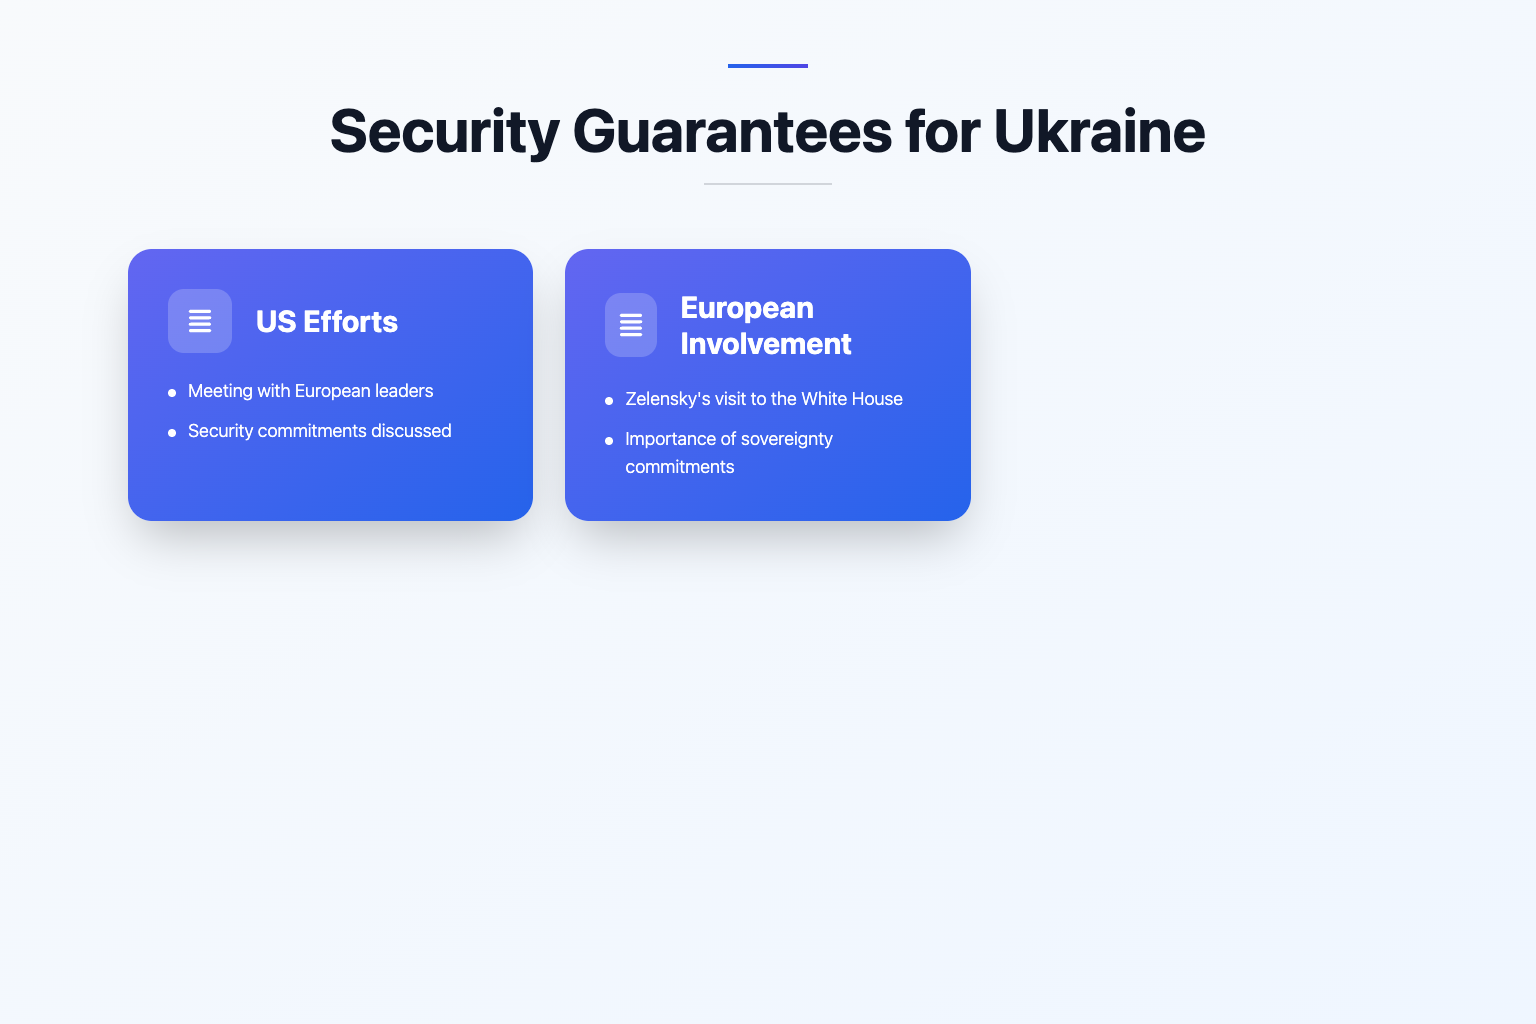 Security Guarantees for Ukraine
US Efforts
Meeting with European leaders
Security commitments discussed
European
Involvement
Zelensky's visit to the White House
Importance of sovereignty
commitments